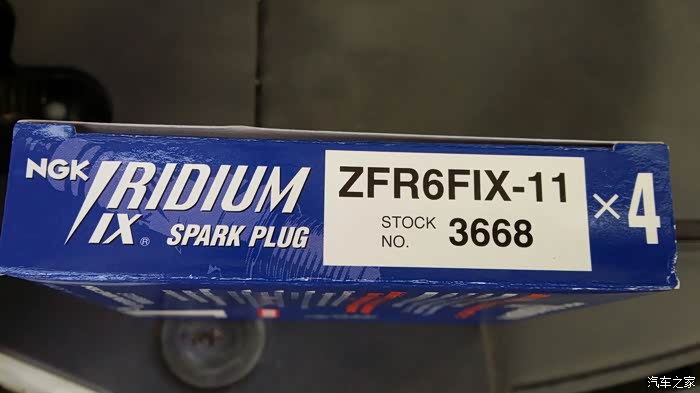 NGK IRIDIUM
IX® SPARK PLUG
ZFR6FIX-11
STOCK NO. 3668
×4
汽车之家